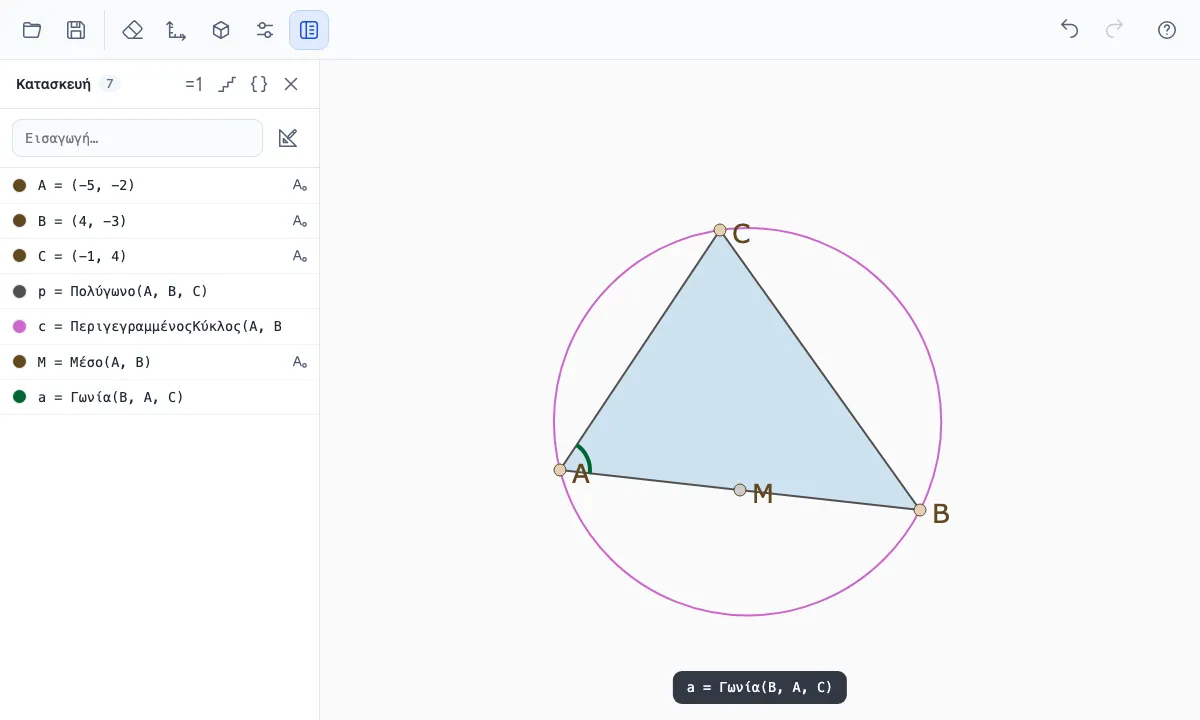 Κατασκευή 7 =1 {}
Εισαγωγή…
A = (−5, −2)
B = (4, −3)
C = (−1, 4)
p = Πολύγωνο(A, B, C)
c = ΠεριγεγραμμένοςΚύκλος(A, B
M = Μέσο(A, B)
a = Γωνία(B, A, C)
C
A
M
B
a = Γωνία(B, A, C)